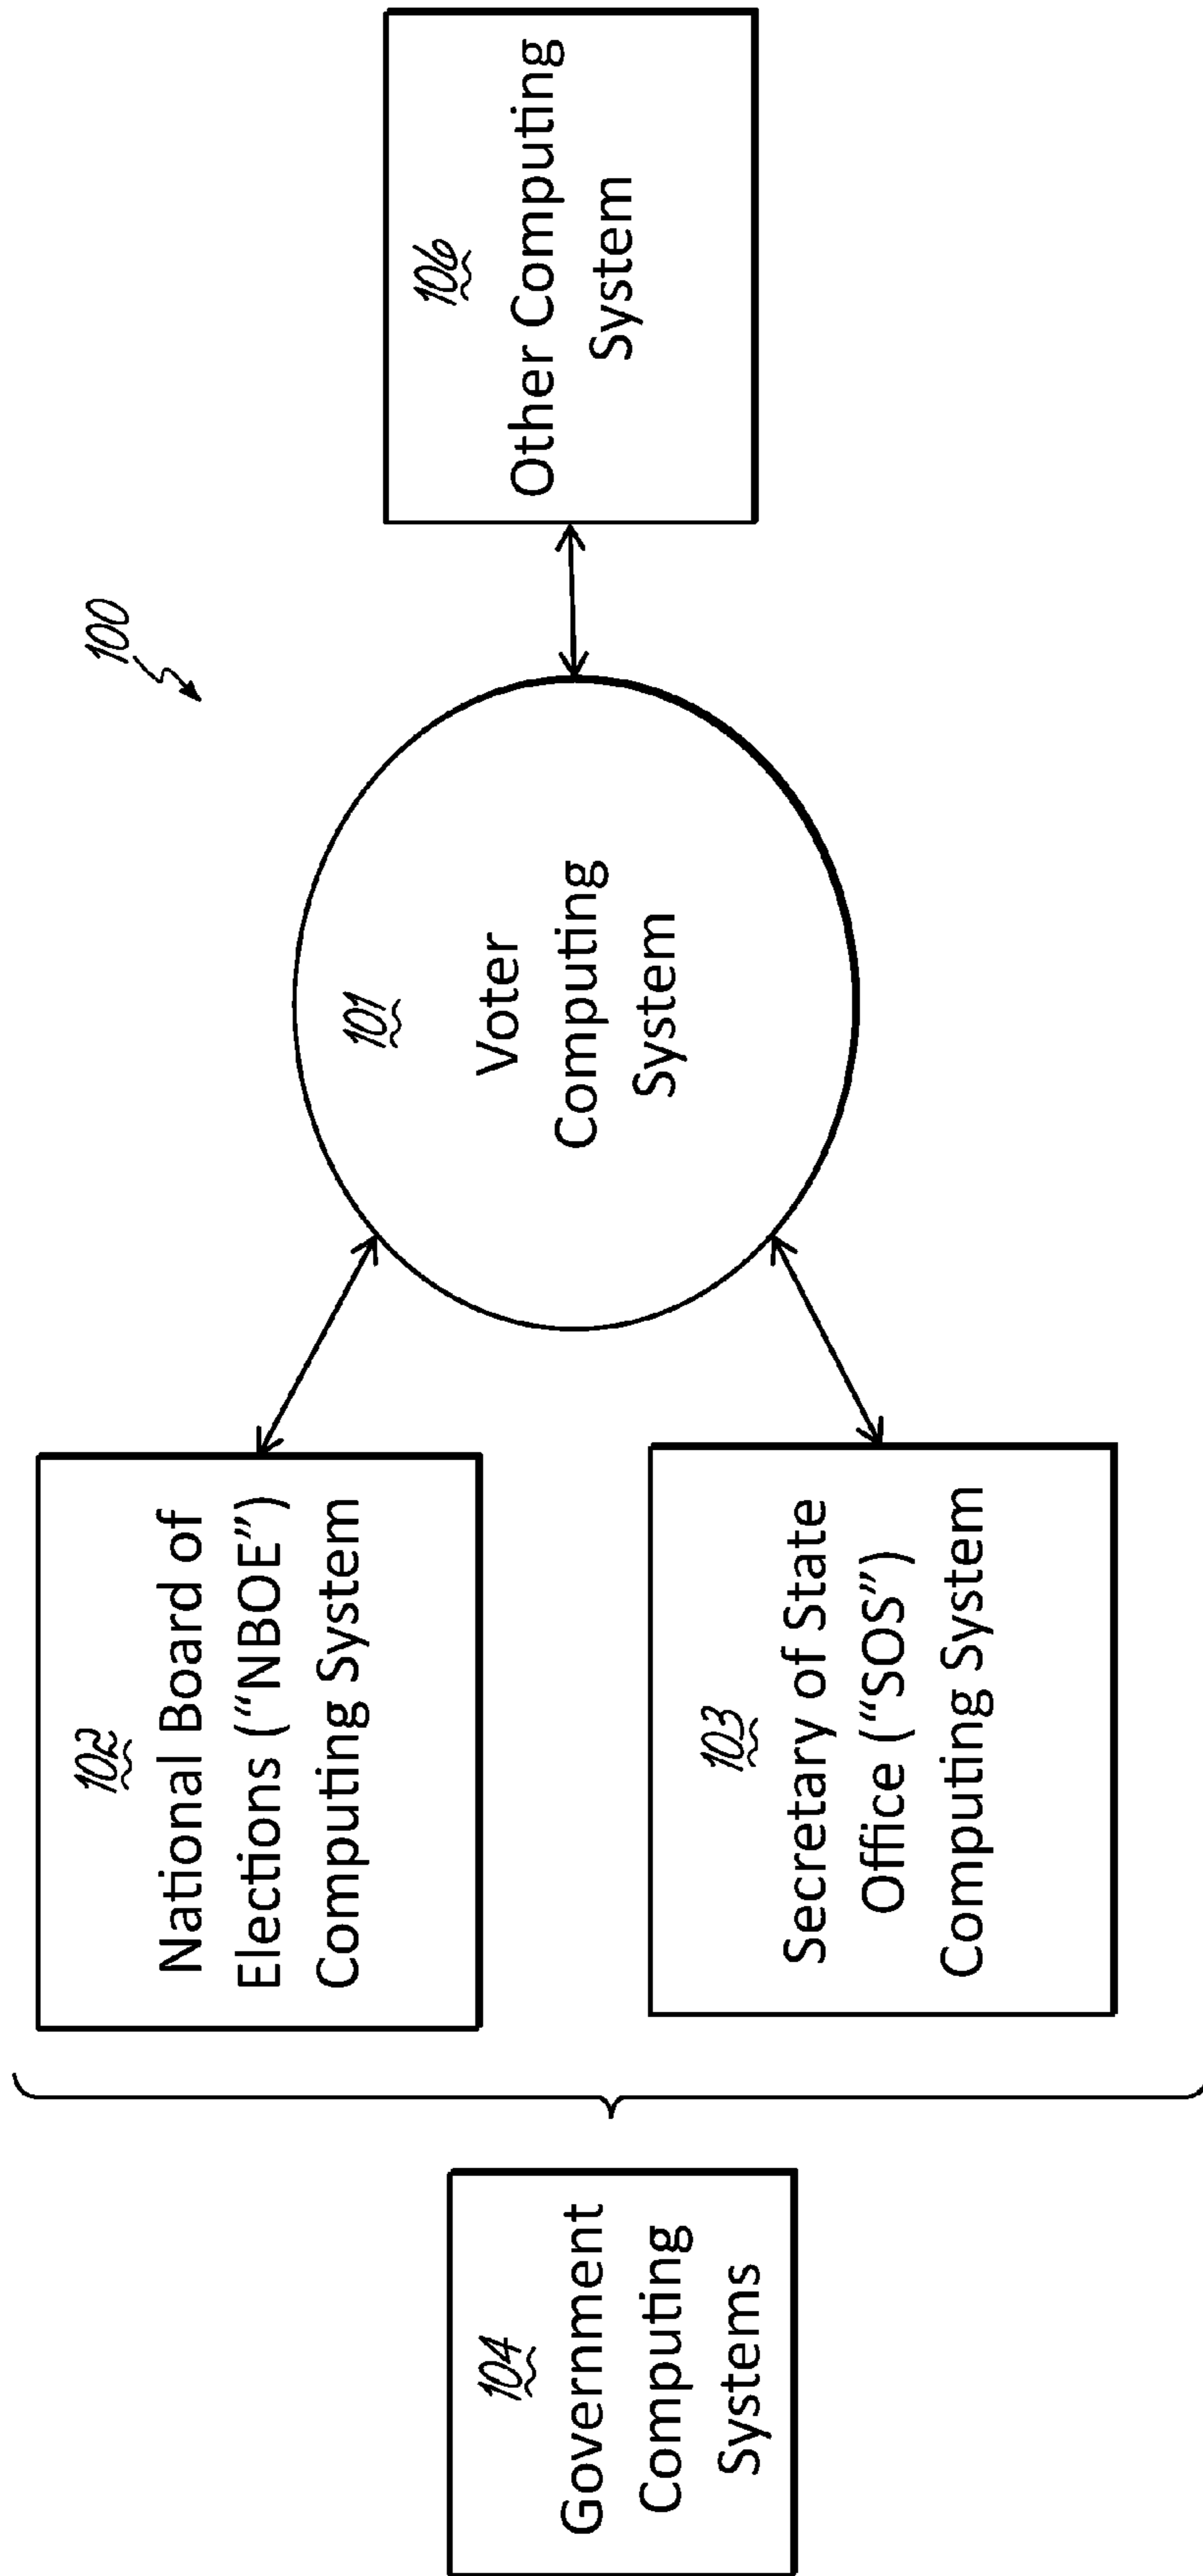 100
104
Government
Computing
Systems
102
National Board of
Elections (“NBOE”)
Computing System
103
Secretary of State
Office (“SOS”)
Computing System
101
Voter
Computing
System
106
Other Computing
System